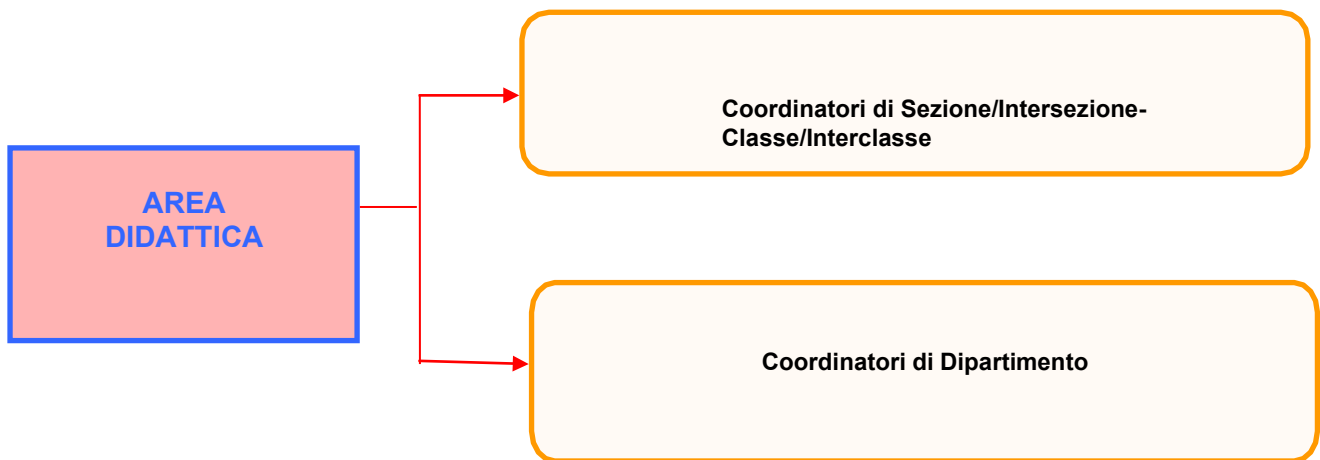 AREA
DIDATTICA
Coordinatori di Sezione/Intersezione-
Classe/Interclasse
Coordinatori di Dipartimento